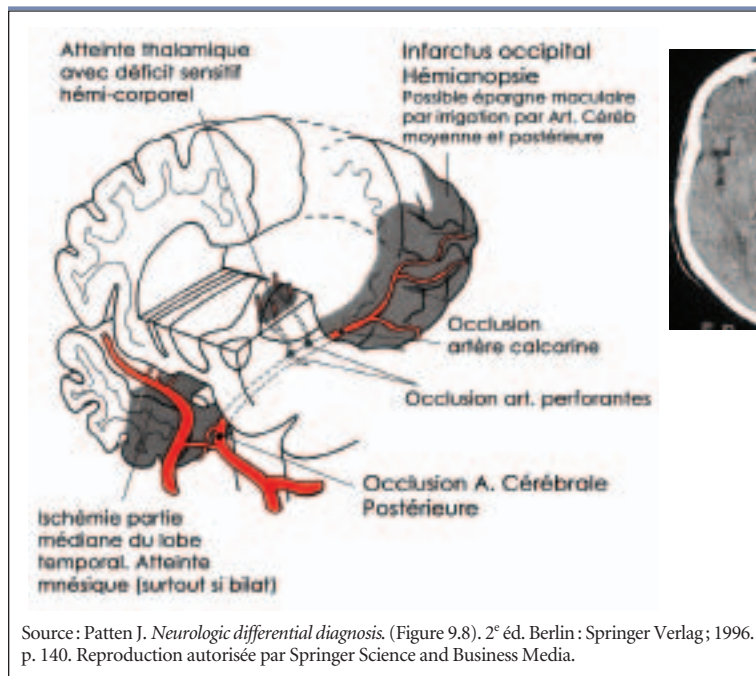 Atteinte thalamique
avec déficit sensitif
hémi-corporel
Infarctus occipital
Hémianopsie
Possible épargne maculaire
par irrigation par Art. Céréb
moyenne et postérieure
Occlusion
artère calcarine
Occlusion art. perforantes
Occlusion A. Cérébrale
Postérieure
Ischémie partie
médiane du lobe
temporal. Atteinte
mnésique (surtout si bilat)
Source : Patten J. Neurologic differential diagnosis. (Figure 9.8). 2e éd. Berlin : Springer Verlag ; 1996.
p. 140. Reproduction autorisée par Springer Science and Business Media.